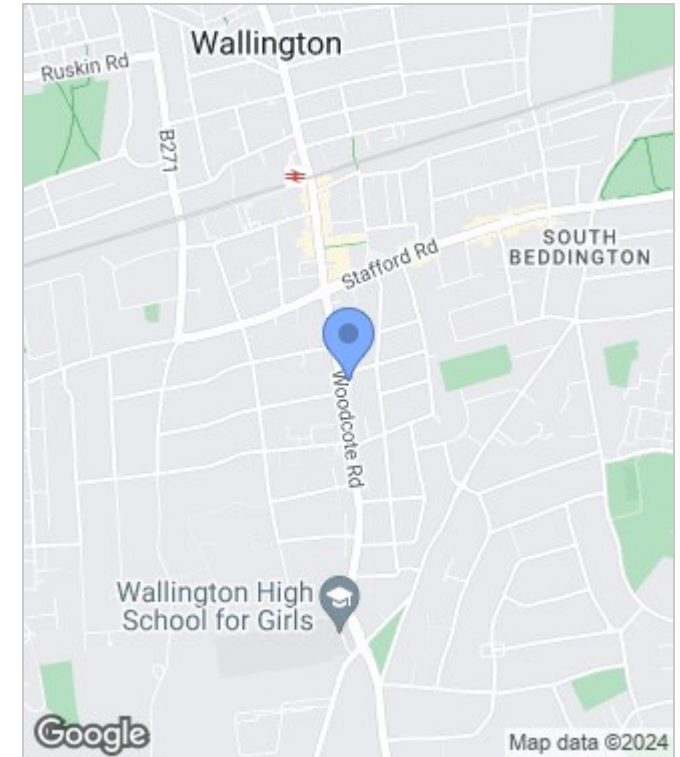 Wallington
Ruskin Rd
B271
Stafford Rd
SOUTH
BEDDINGTON
Woodcote Rd
Wallington High
School for Girls
Google
Map data ©2024